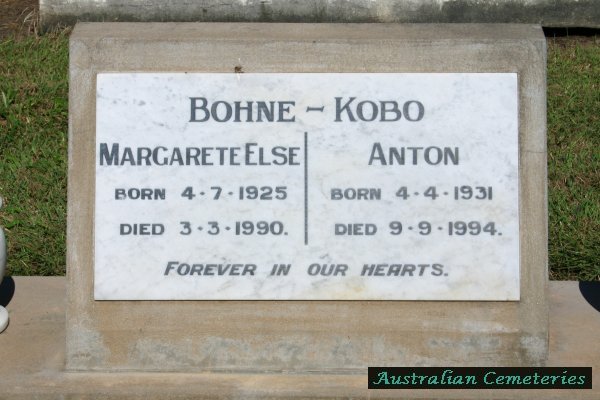 BOHNE ~ KOBO
MARGARETE ELSE
BORN 4·7·1925
DIED 3·3·1990.
ANTON
BORN 4·4·1931
DIED 9·9·1994.
FOREVER IN OUR HEARTS.
Australian Cemeteries